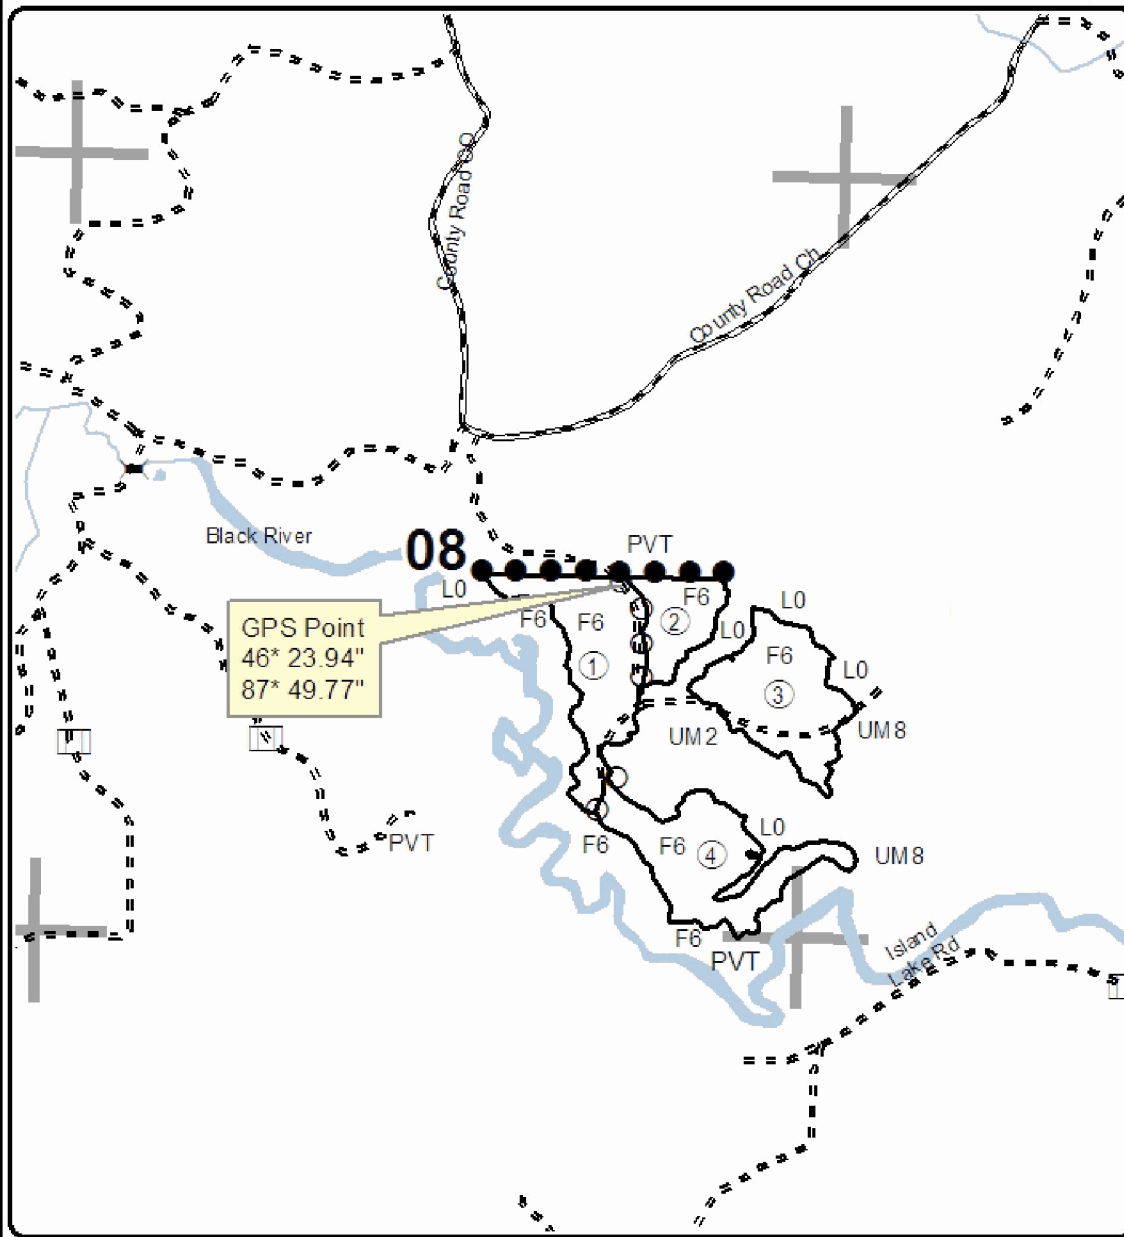 County Road CO
County Road Ch
Black River
08
PVT
L0
F6
F6
F6
2
1
L0
L0
F6
L0
3
GPS Point
46* 23.94"
87* 49.77"
UM2
UM8
PVT
F6
F6
4
L0
UM8
F6
PVT
Island
Lake Rd